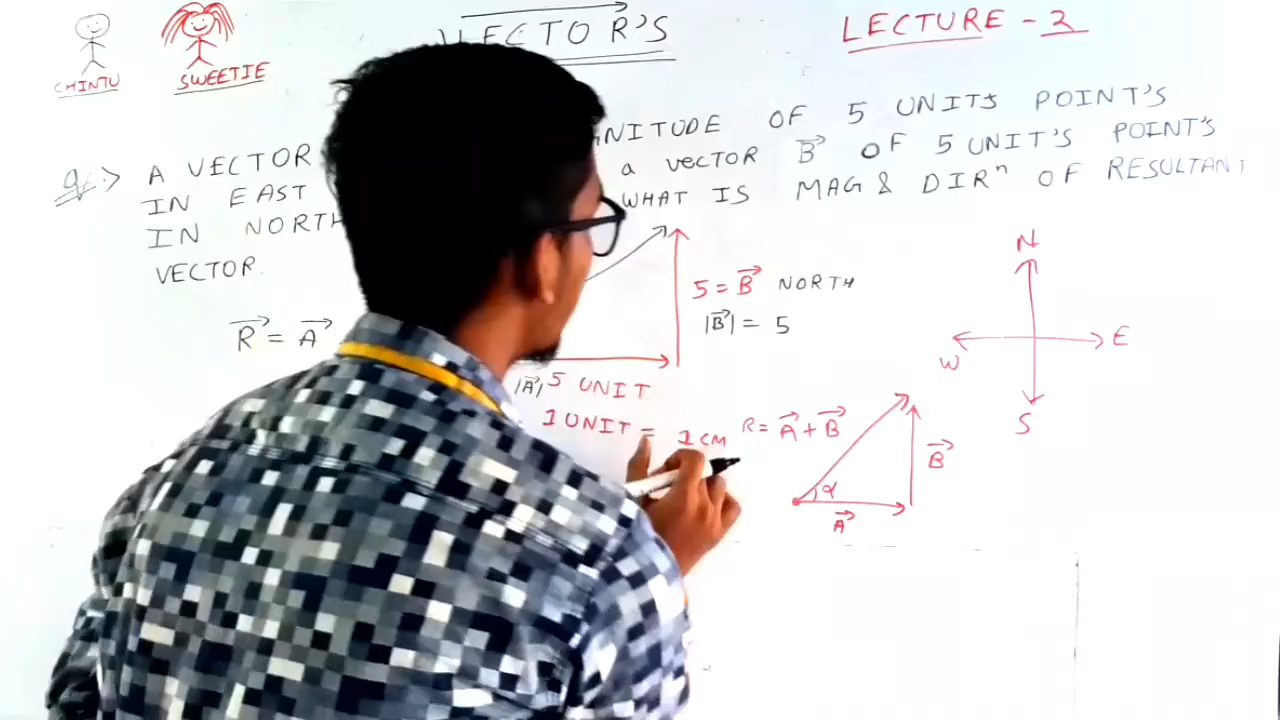 VECTOR'S
LECTURE - 2
CHINTU
SWEETIE
Q:> A VECTOR OF 5 UNITS POINT'S
IN EAST a VECTOR B OF 5 UNIT'S POINT'S
IN NORTH WHAT IS MAG & DIRⁿ OF RESULTANT
VECTOR.
R = A
5 = B NORTH
|B| = 5
|A| 5 UNIT
1 UNIT = 1 CM
R = A + B
B
α
A
N
W E
S